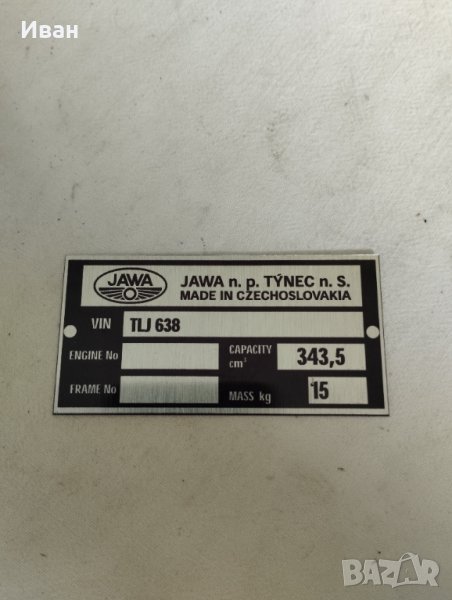 Иван
JAWA
JAWA n. p. TÝNEC n. S.
MADE IN CZECHOSLOVAKIA
VIN TLJ 638
ENGINE No
CAPACITY cm³ 343,5
FRAME No
MASS kg 15
BAZAR